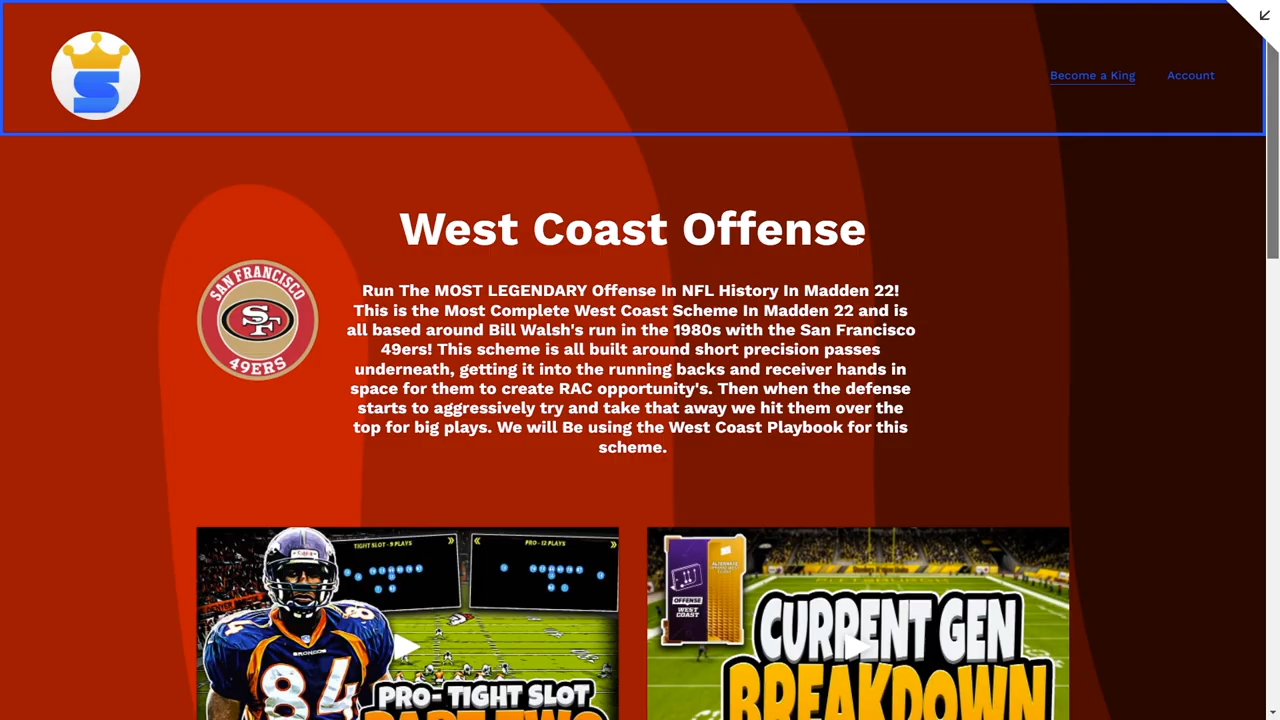 S
Become a King
Account
West Coast Offense
SAN FRANCISCO
SF
49ERS
Run The MOST LEGENDARY Offense In NFL History In Madden 22!
This is the Most Complete West Coast Scheme In Madden 22 and is
all based around Bill Walsh's run in the 1980s with the San Francisco
49ers! This scheme is all built around short precision passes
underneath, getting it into the running backs and receiver hands in
space for them to create RAC opportunity's. Then when the defense
starts to aggressively try and take that away we hit them over the
top for big plays. We will Be using the West Coast Playbook for this
scheme.
TIGHT SLOT - 9 PLAYS
PRO - 12 PLAYS
BRONCOS
84
PRO- TIGHT SLOT
PART TWO
OFFENSE
WEST
COAST
PITTSBURGH
CURRENT GEN
BREAKDOWN